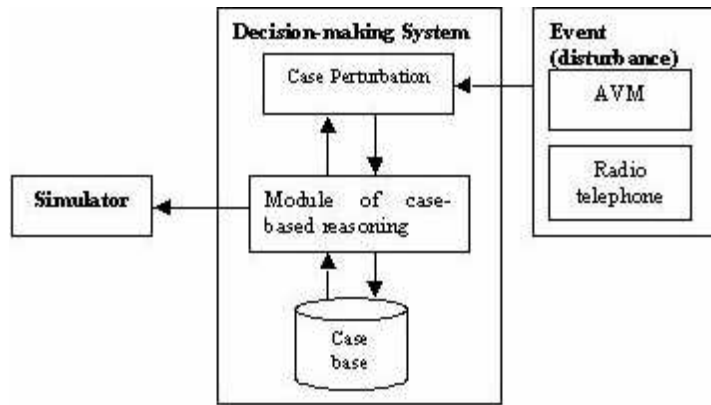 Decision-making System
Case Perturbation
Module of case-
based reasoning
Case
base
Simulator
Event
(disturbance)
AVM
Radio
telephone